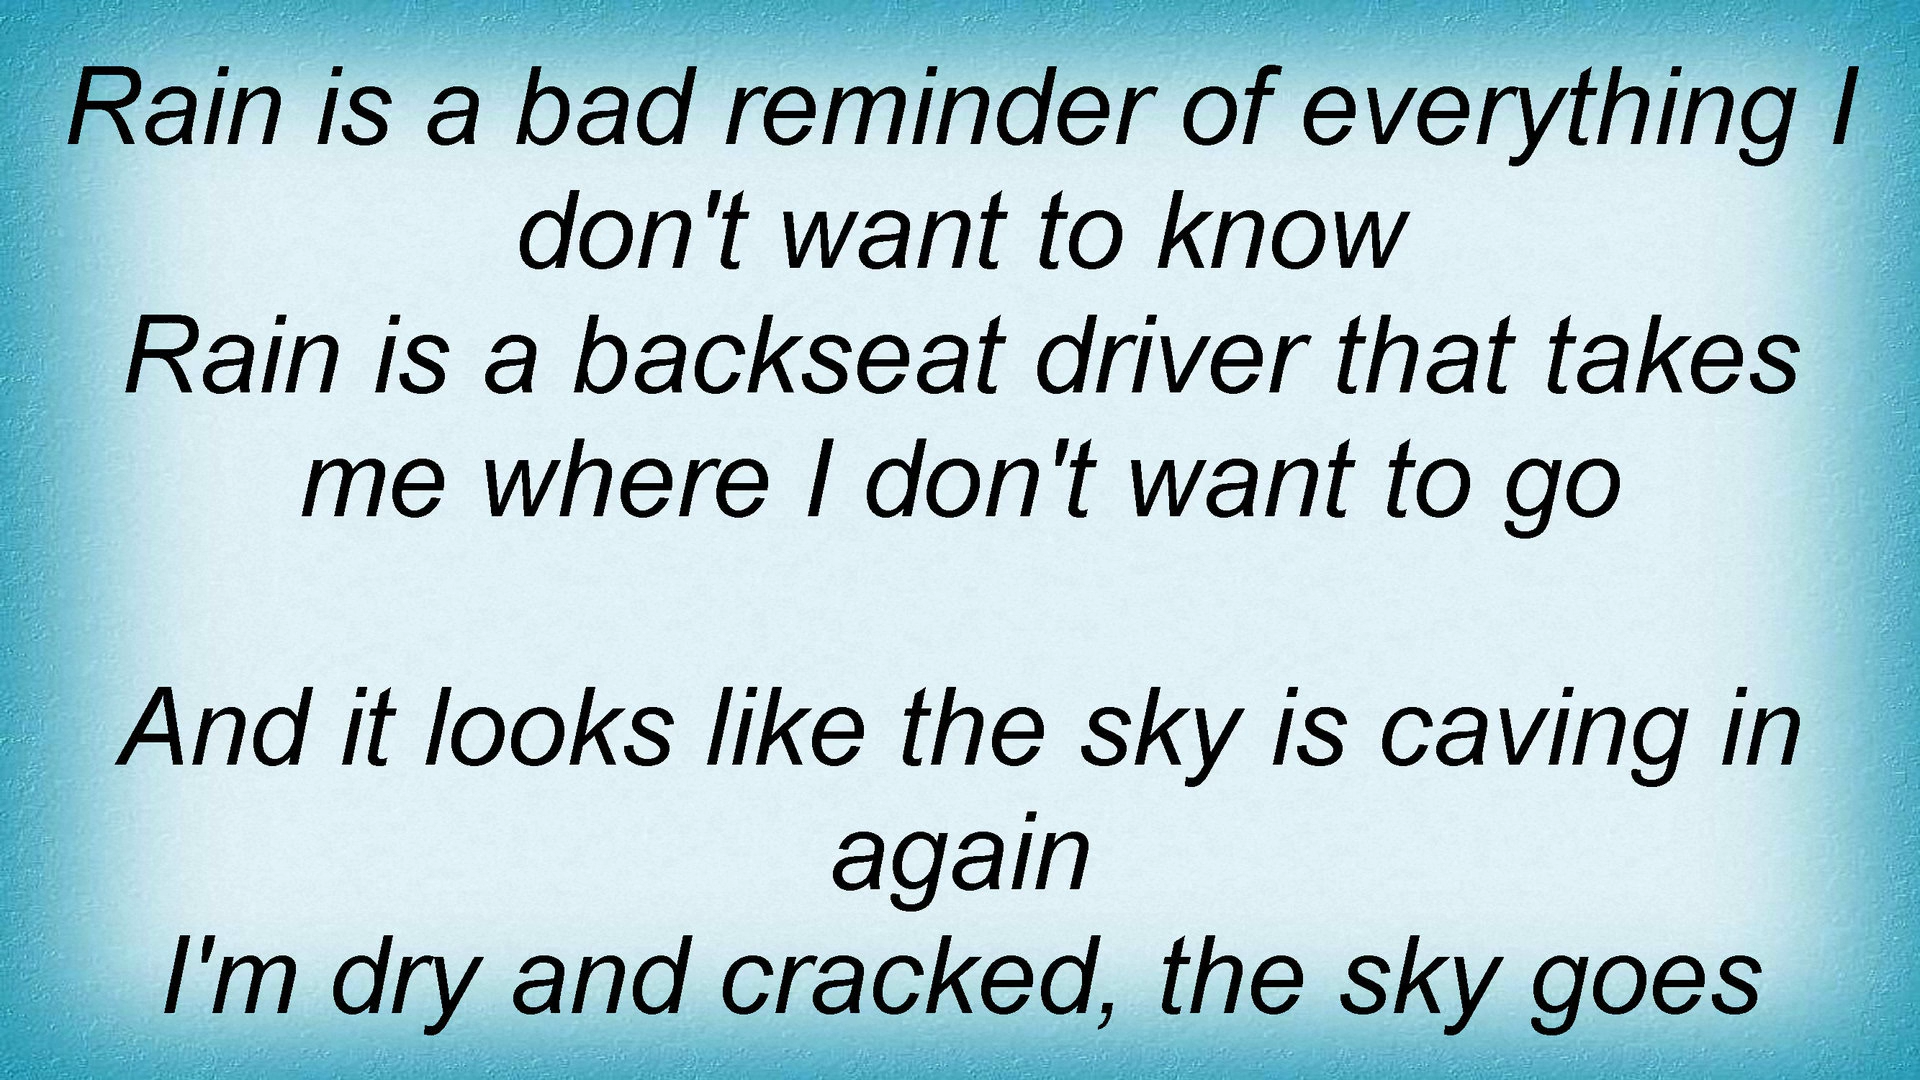 Rain is a bad reminder of everything I
don't want to know
Rain is a backseat driver that takes
me where I don't want to go

And it looks like the sky is caving in
again
I'm dry and cracked, the sky goes